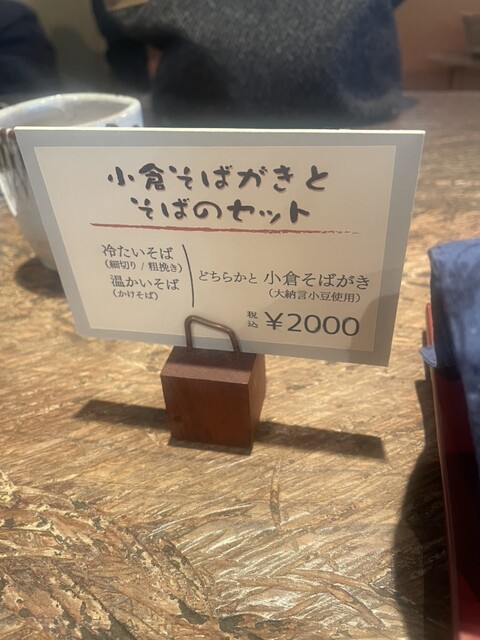 小倉そばがきと
そばのセット
冷たいそば
(細切り / 粗挽き)
温かいそば
(かけそば)
どちらかと 小倉そばがき
(大納言小豆使用)
税込 ¥2000